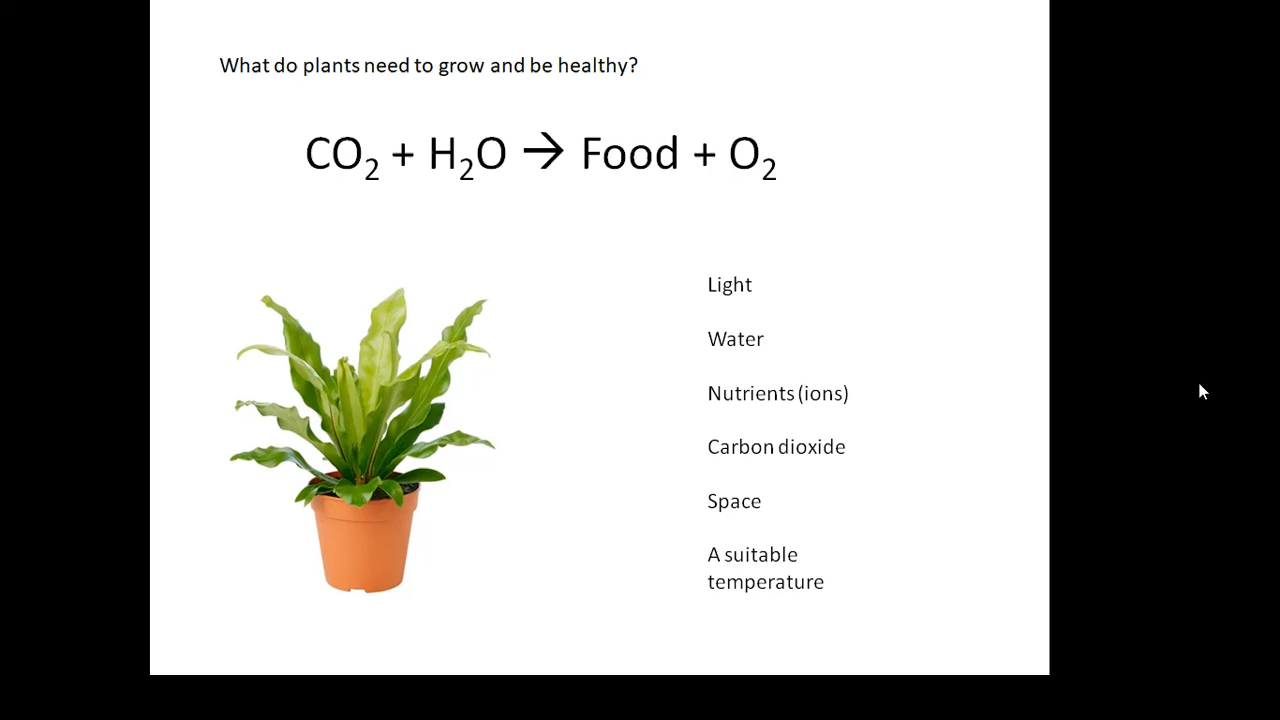 What do plants need to grow and be healthy?
CO₂ + H₂O → Food + O₂
Light
Water
Nutrients (ions)
Carbon dioxide
Space
A suitable
temperature